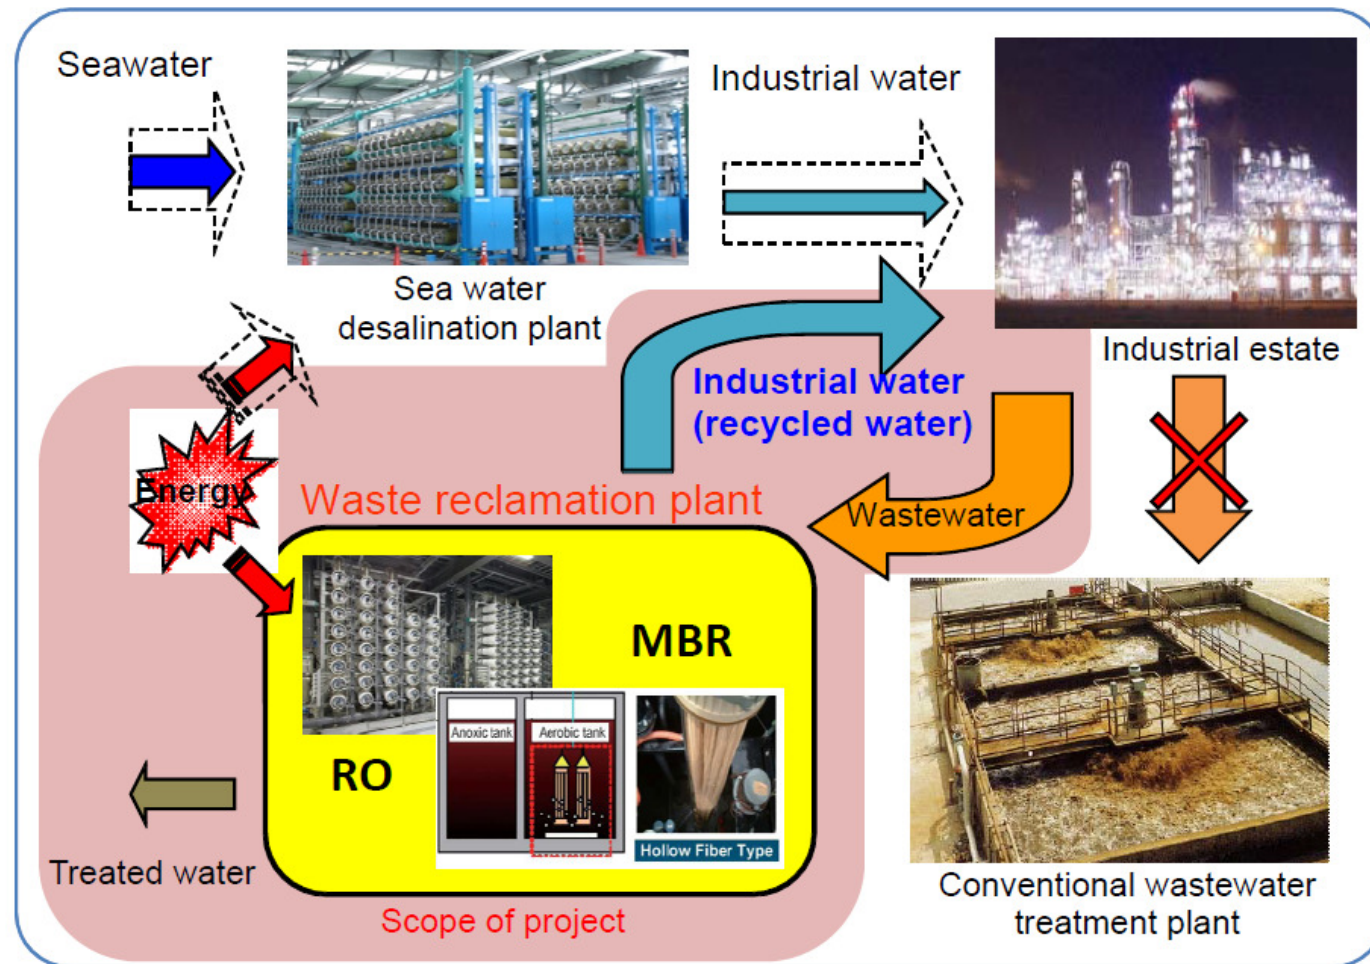 Seawater
Industrial water
Sea water
desalination plant
Industrial estate
Industrial water
(recycled water)
Energy
Waste reclamation plant
Wastewater
MBR
Anoxic tank
Aerobic tank
RO
Hollow Fiber Type
Treated water
Scope of project
Conventional wastewater
treatment plant